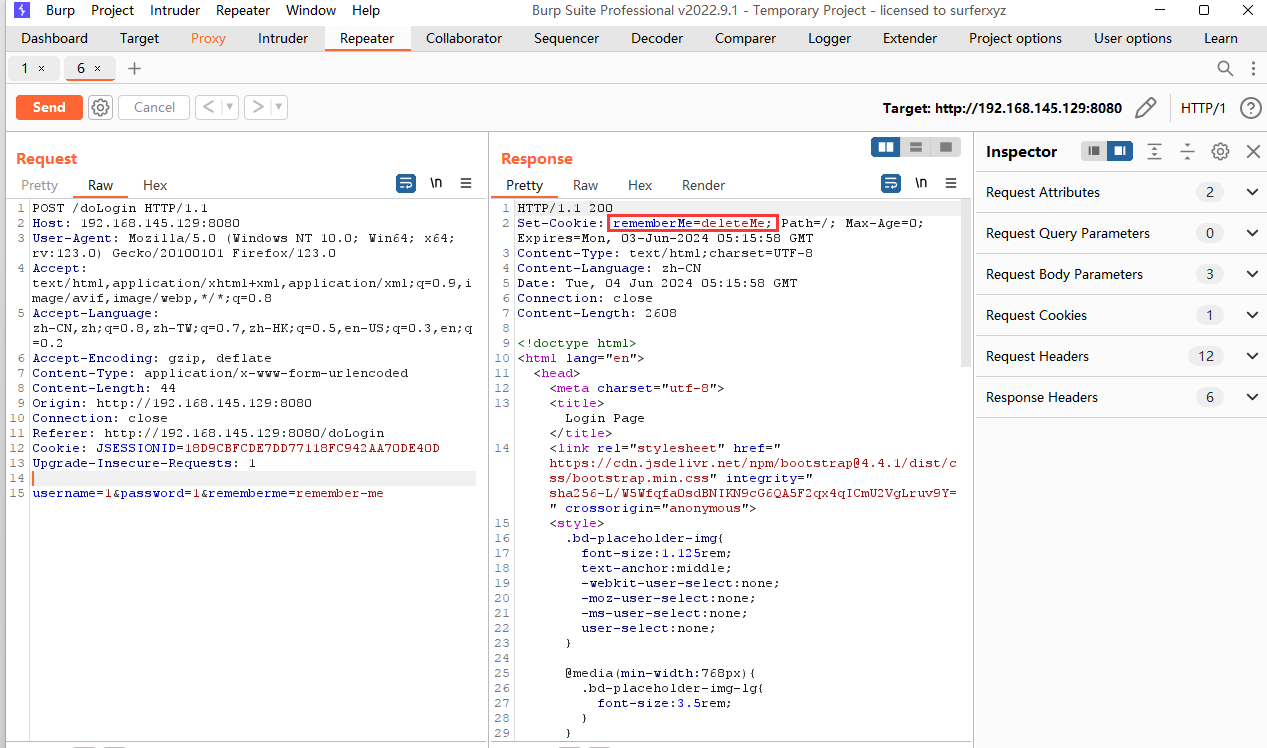 Burp Project Intruder Repeater Window Help Burp Suite Professional v2022.9.1 - Temporary Project - licensed to surferxyz
Dashboard Target Proxy Intruder Repeater Collaborator Sequencer Decoder Comparer Logger Extender Project options User options Learn
1 × 6 × +
Send Cancel < > Target: http://192.168.145.129:8080 HTTP/1 ?
Request
Pretty Raw Hex \n
1 POST /doLogin HTTP/1.1
2 Host: 192.168.145.129:8080
3 User-Agent: Mozilla/5.0 (Windows NT 10.0; Win64; x64;
rv:123.0) Gecko/20100101 Firefox/123.0
4 Accept:
text/html,application/xhtml+xml,application/xml;q=0.9,i
mage/avif,image/webp,*/*;q=0.8
5 Accept-Language:
zh-CN,zh;q=0.8,zh-TW;q=0.7,zh-HK;q=0.5,en-US;q=0.3,en;q
=0.2
6 Accept-Encoding: gzip, deflate
7 Content-Type: application/x-www-form-urlencoded
8 Content-Length: 44
9 Origin: http://192.168.145.129:8080
10 Connection: close
11 Referer: http://192.168.145.129:8080/doLogin
12 Cookie: JSESSIONID=18D9CBFCDE7DD77118FC942AA70DE40D
13 Upgrade-Insecure-Requests: 1
14
15 username=1&password=1&rememberme=remember-me
Response
Pretty Raw Hex Render \n
1 HTTP/1.1 200
2 Set-Cookie: rememberMe=deleteMe; Path=/; Max-Age=0;
Expires=Mon, 03-Jun-2024 05:15:58 GMT
3 Content-Type: text/html;charset=UTF-8
4 Content-Language: zh-CN
5 Date: Tue, 04 Jun 2024 05:15:58 GMT
6 Connection: close
7 Content-Length: 2608
8
9 <!doctype html>
10 <html lang="en">
11 <head>
12 <meta charset="utf-8">
13 <title>
Login Page
</title>
14 <link rel="stylesheet" href="
https://cdn.jsdelivr.net/npm/bootstrap@4.4.1/dist/c
ss/bootstrap.min.css" integrity="
sha256-L/W5Wfqfa0sdBNIKN9cG6QA5F2qx4qICmU2VgLruv9Y=
" crossorigin="anonymous">
15 <style>
16 .bd-placeholder-img{
17 font-size:1.125rem;
18 text-anchor:middle;
19 -webkit-user-select:none;
20 -moz-user-select:none;
21 -ms-user-select:none;
22 user-select:none;
23 }
24
25 @media(min-width:768px){
26 .bd-placeholder-img-lg{
27 font-size:3.5rem;
28 }
29 }
Inspector
Request Attributes 2
Request Query Parameters 0
Request Body Parameters 3
Request Cookies 1
Request Headers 12
Response Headers 6